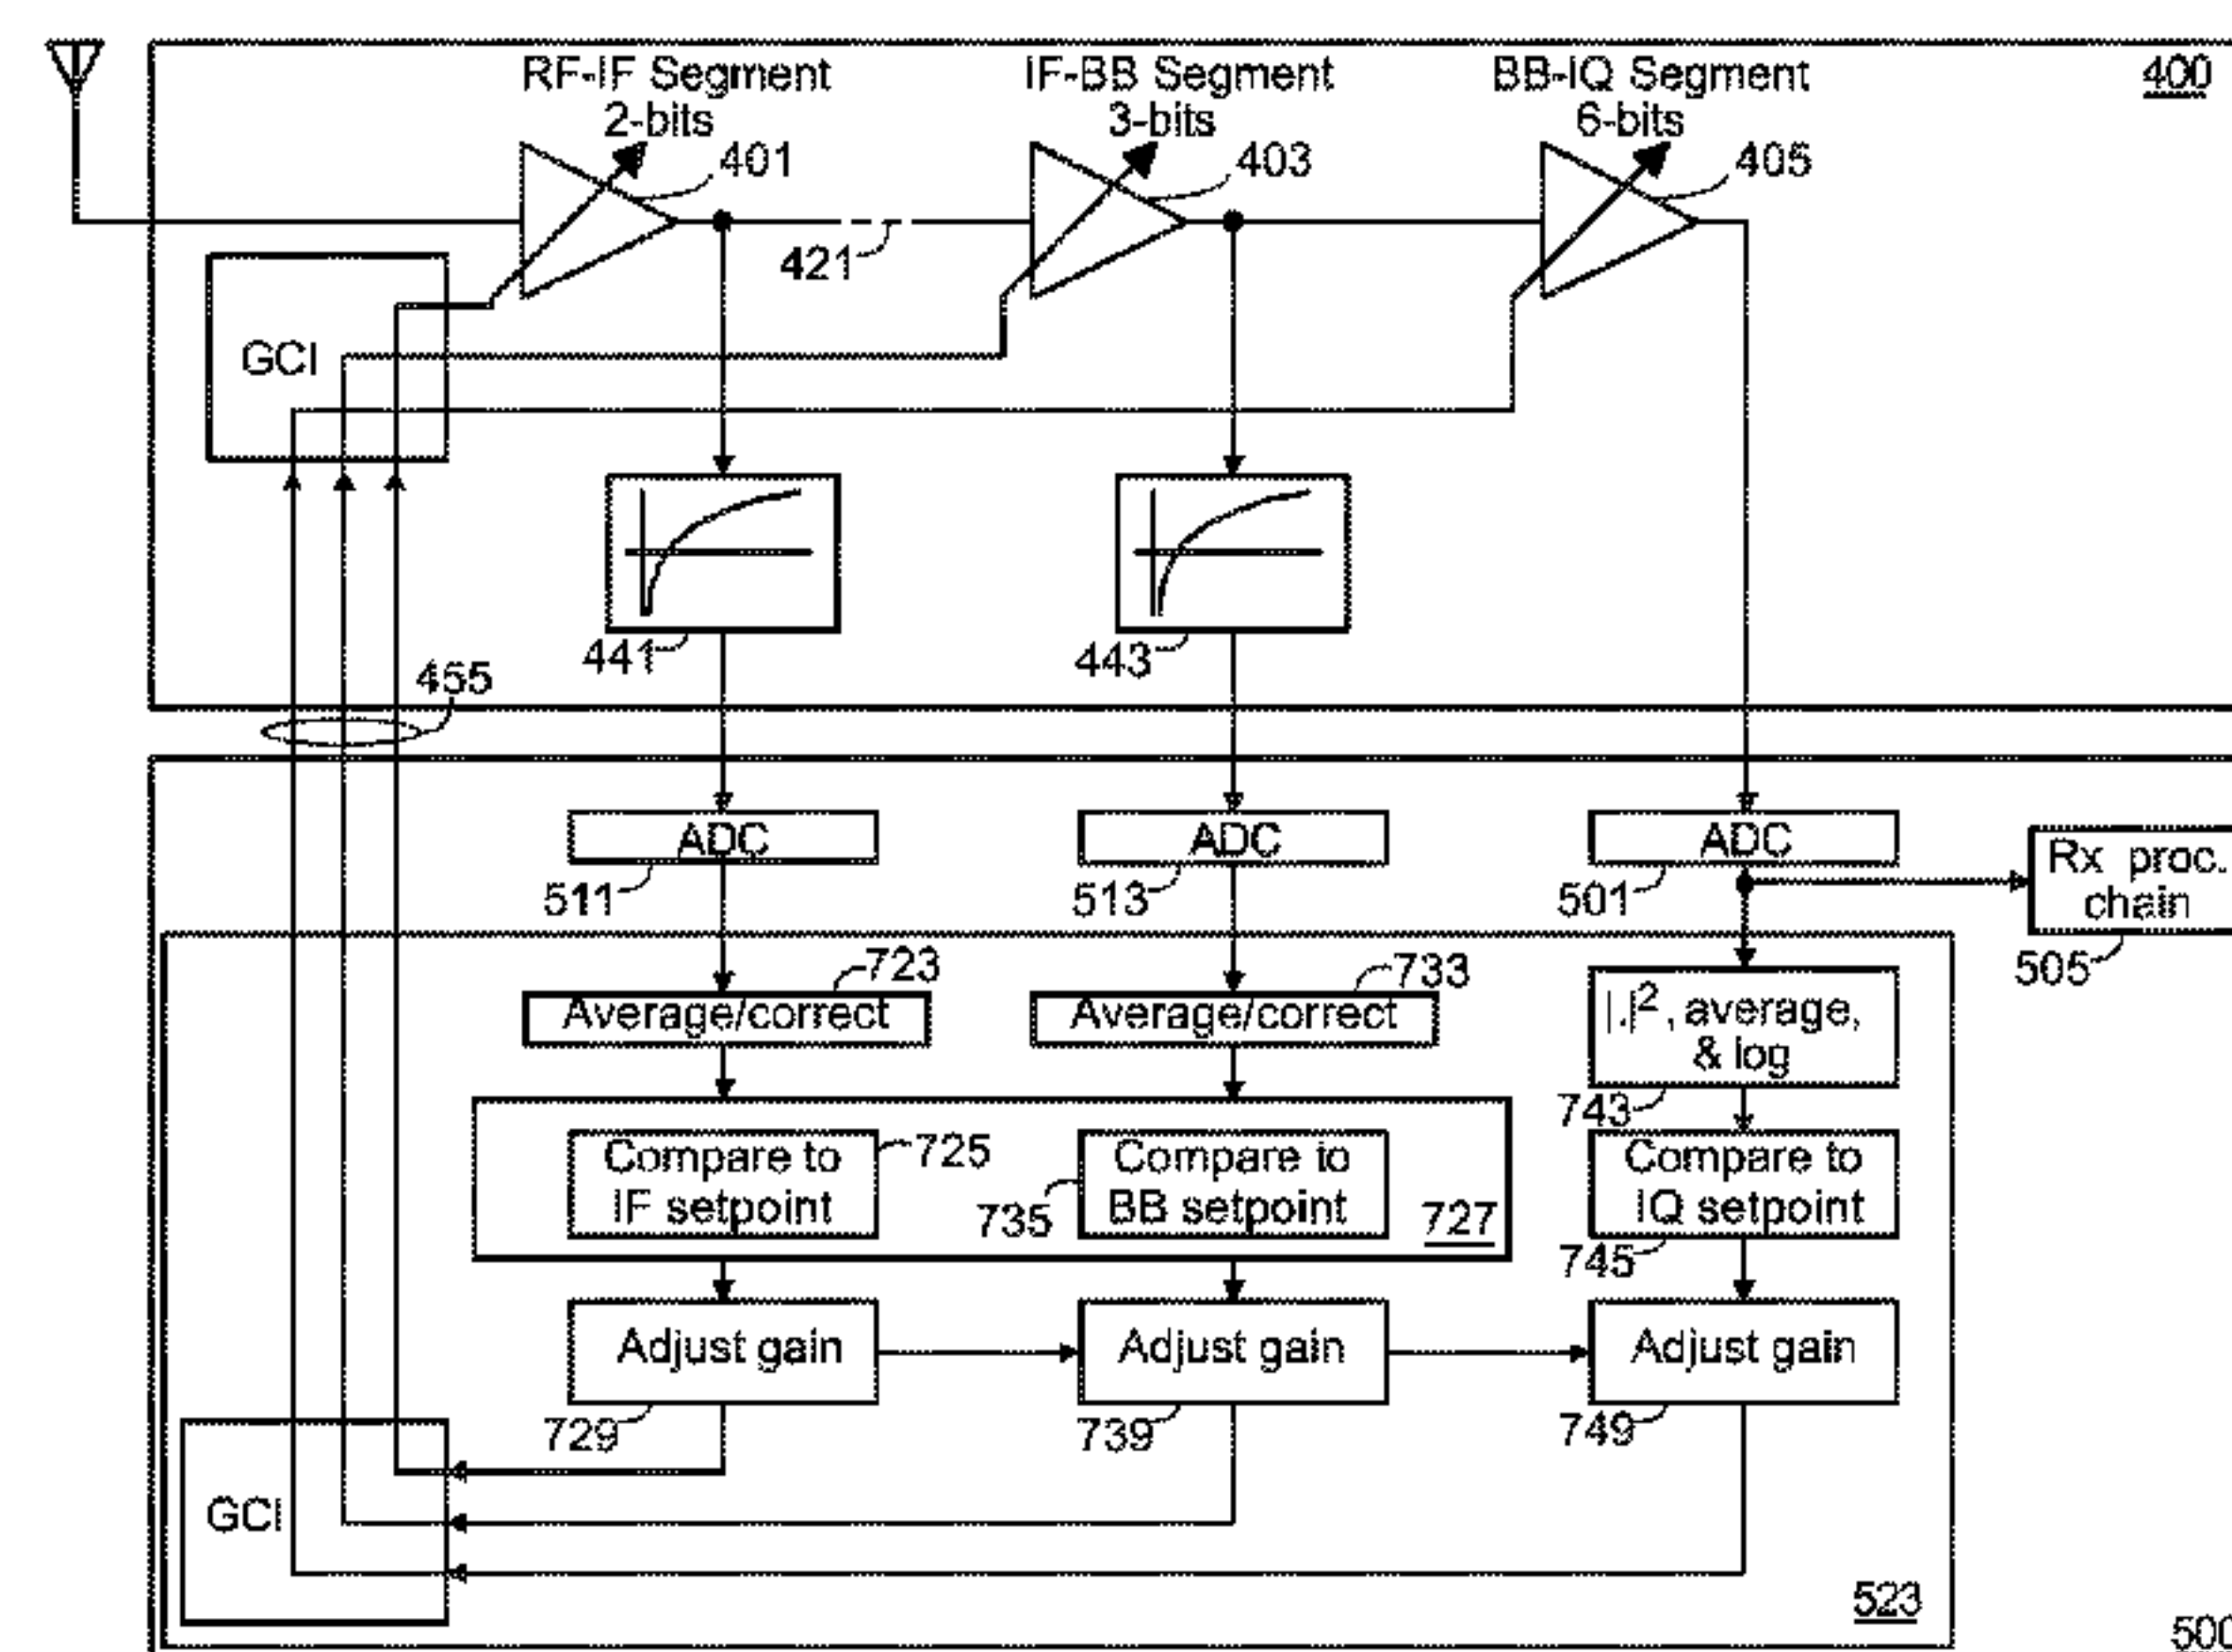 RF-IF Segment
2-bits
IF-BB Segment
3-bits
BB-IQ Segment
6-bits
400
401
403
405
421
GCI
441
443
455
ADC
ADC
ADC
511
513
501
Rx proc.
chain
505
723
733
Average/correct
Average/correct
|.|², average,
& log
743
Compare to
IF setpoint
725
Compare to
BB setpoint
735
727
Compare to
IQ setpoint
745
Adjust gain
Adjust gain
Adjust gain
729
739
749
GCI
523
500